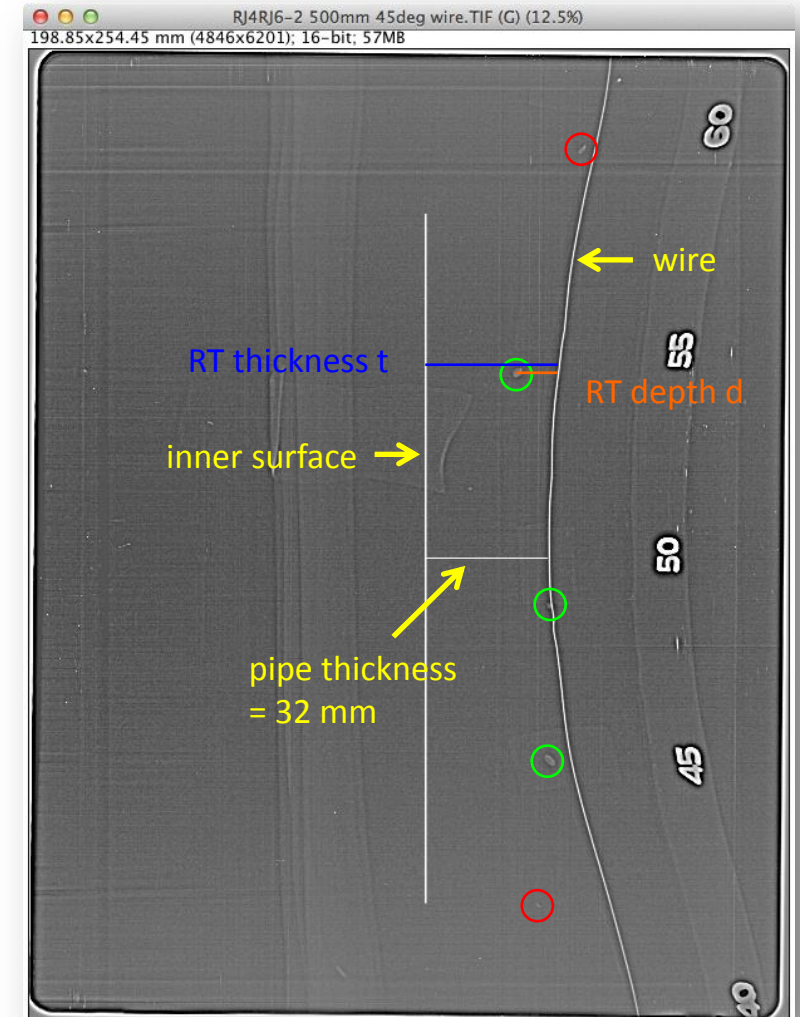 RJ4RJ6-2 500mm 45deg wire.TIF (G) (12.5%)
198.85x254.45 mm (4846x6201); 16-bit; 57MB
60
wire
55
RT thickness t
RT depth d
inner surface
50
pipe thickness
= 32 mm
45
40